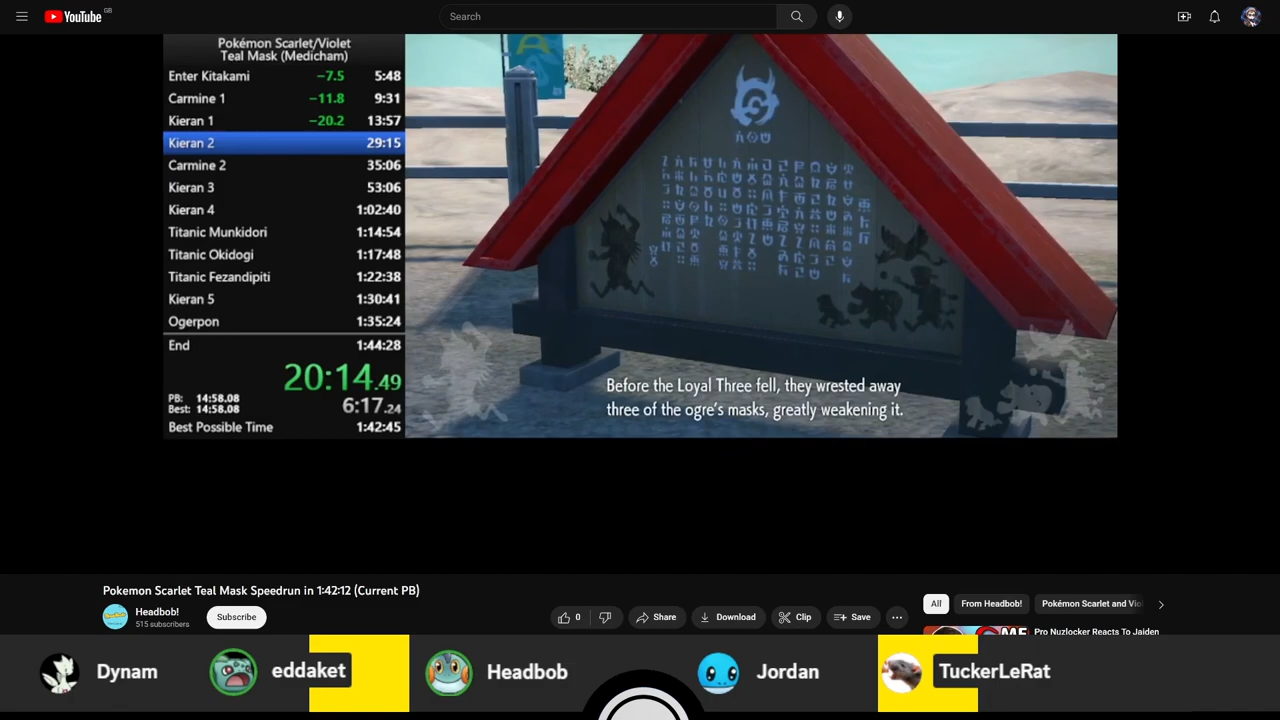 YouTube GB
Search
Pokémon Scarlet/Violet
Teal Mask (Medicham)
Enter Kitakami −7.5 5:48
Carmine 1 −11.8 9:31
Kieran 1 −20.2 13:57
Kieran 2 29:15
Carmine 2 35:06
Kieran 3 53:06
Kieran 4 1:02:40
Titanic Munkidori 1:14:54
Titanic Okidogi 1:17:48
Titanic Fezandipiti 1:22:38
Kieran 5 1:30:41
Ogerpon 1:35:24
End 1:44:28
20:14.49
PB: 14:58.08
Best: 14:58.08
6:17.24
Best Possible Time 1:42:45
Before the Loyal Three fell, they wrested away
three of the ogre's masks, greatly weakening it.
Pokemon Scarlet Teal Mask Speedrun in 1:42:12 (Current PB)
Headbob!
515 subscribers
Subscribe
0
Share
Download
Clip
Save
All
From Headbob!
Pokémon Scarlet and Vio
Pro Nuzlocker Reacts To Jaiden
Dynam
eddaket
Headbob
Jordan
TuckerLeRat